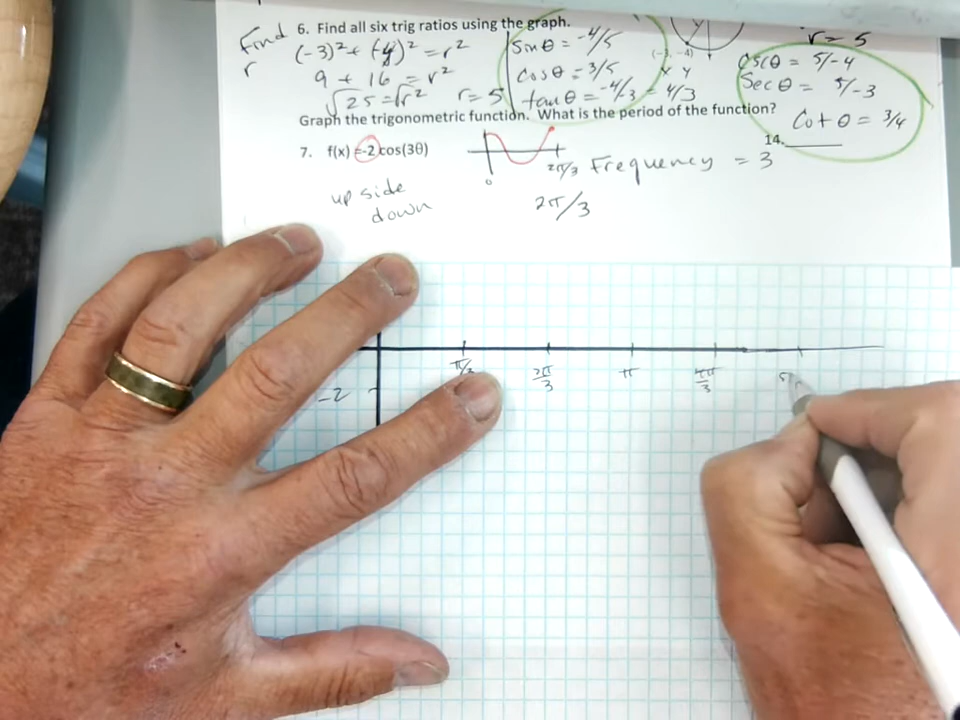 6. Find all six trig ratios using the graph.
Find r
(-3)² + (-4)² = r²
9 + 16 = r²
√25 = √r² r = 5
sin θ = -4/5
cos θ = 3/5
tan θ = -4/-3 = 4/3
(-3, -4)
x y
r = 5
csc θ = 5/-4
Sec θ = 5/-3
Cot θ = 3/4
Graph the trigonometric function. What is the period of the function?
14.
7. f(x) = -2cos(3θ)
0
2π/3
Frequency = 3
up side
down
2π/3
2π/3
π
4π/3
-2